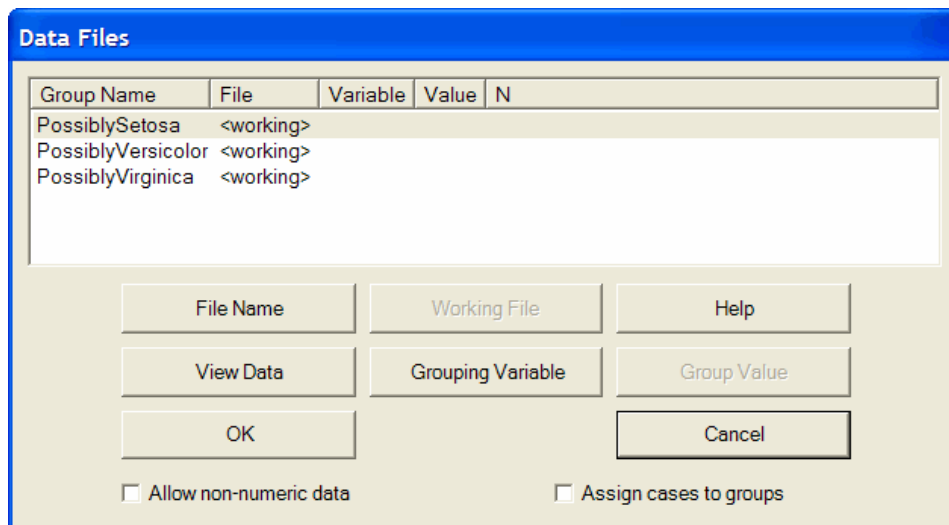 Data Files
Group Name File Variable Value N
PossiblySetosa <working>
PossiblyVersicolor <working>
PossiblyVirginica <working>
File Name Working File Help
View Data Grouping Variable Group Value
OK Cancel
Allow non-numeric data Assign cases to groups